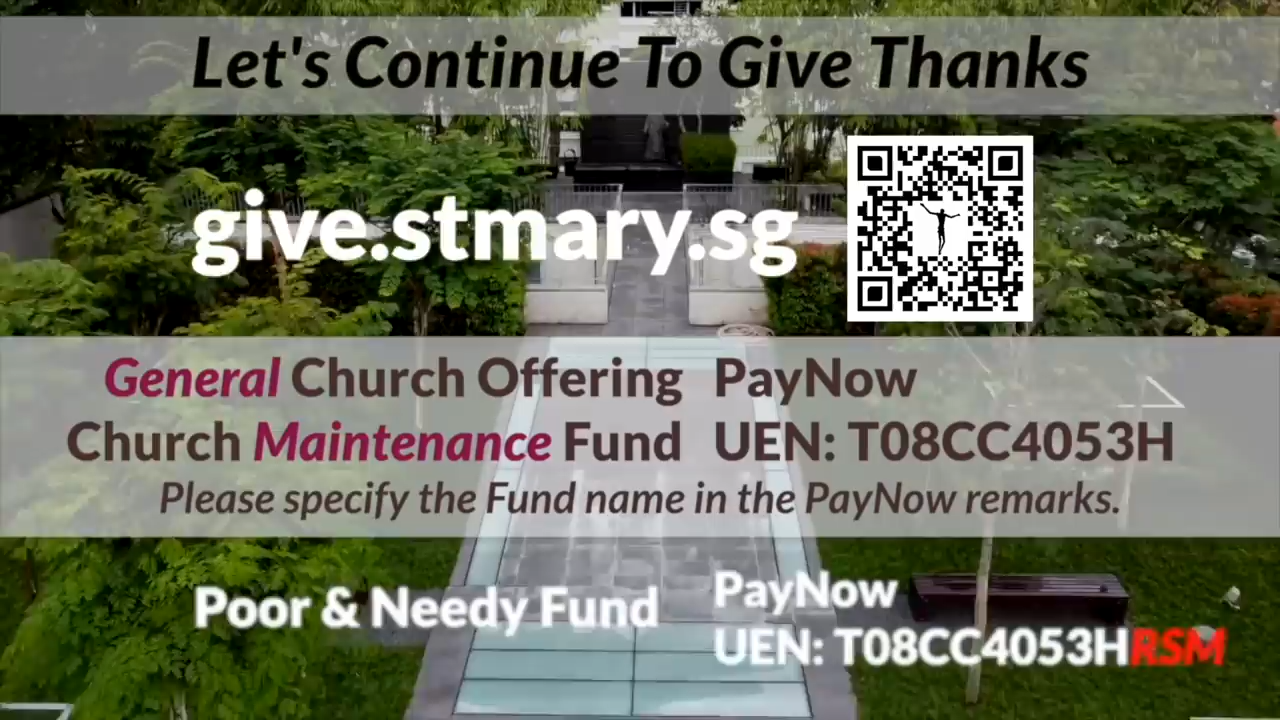 Let's Continue To Give Thanks
give.stmary.sg
General Church Offering PayNow
Church Maintenance Fund UEN: T08CC4053H
Please specify the Fund name in the PayNow remarks.
Poor & Needy Fund
PayNow
UEN: T08CC4053HRSM